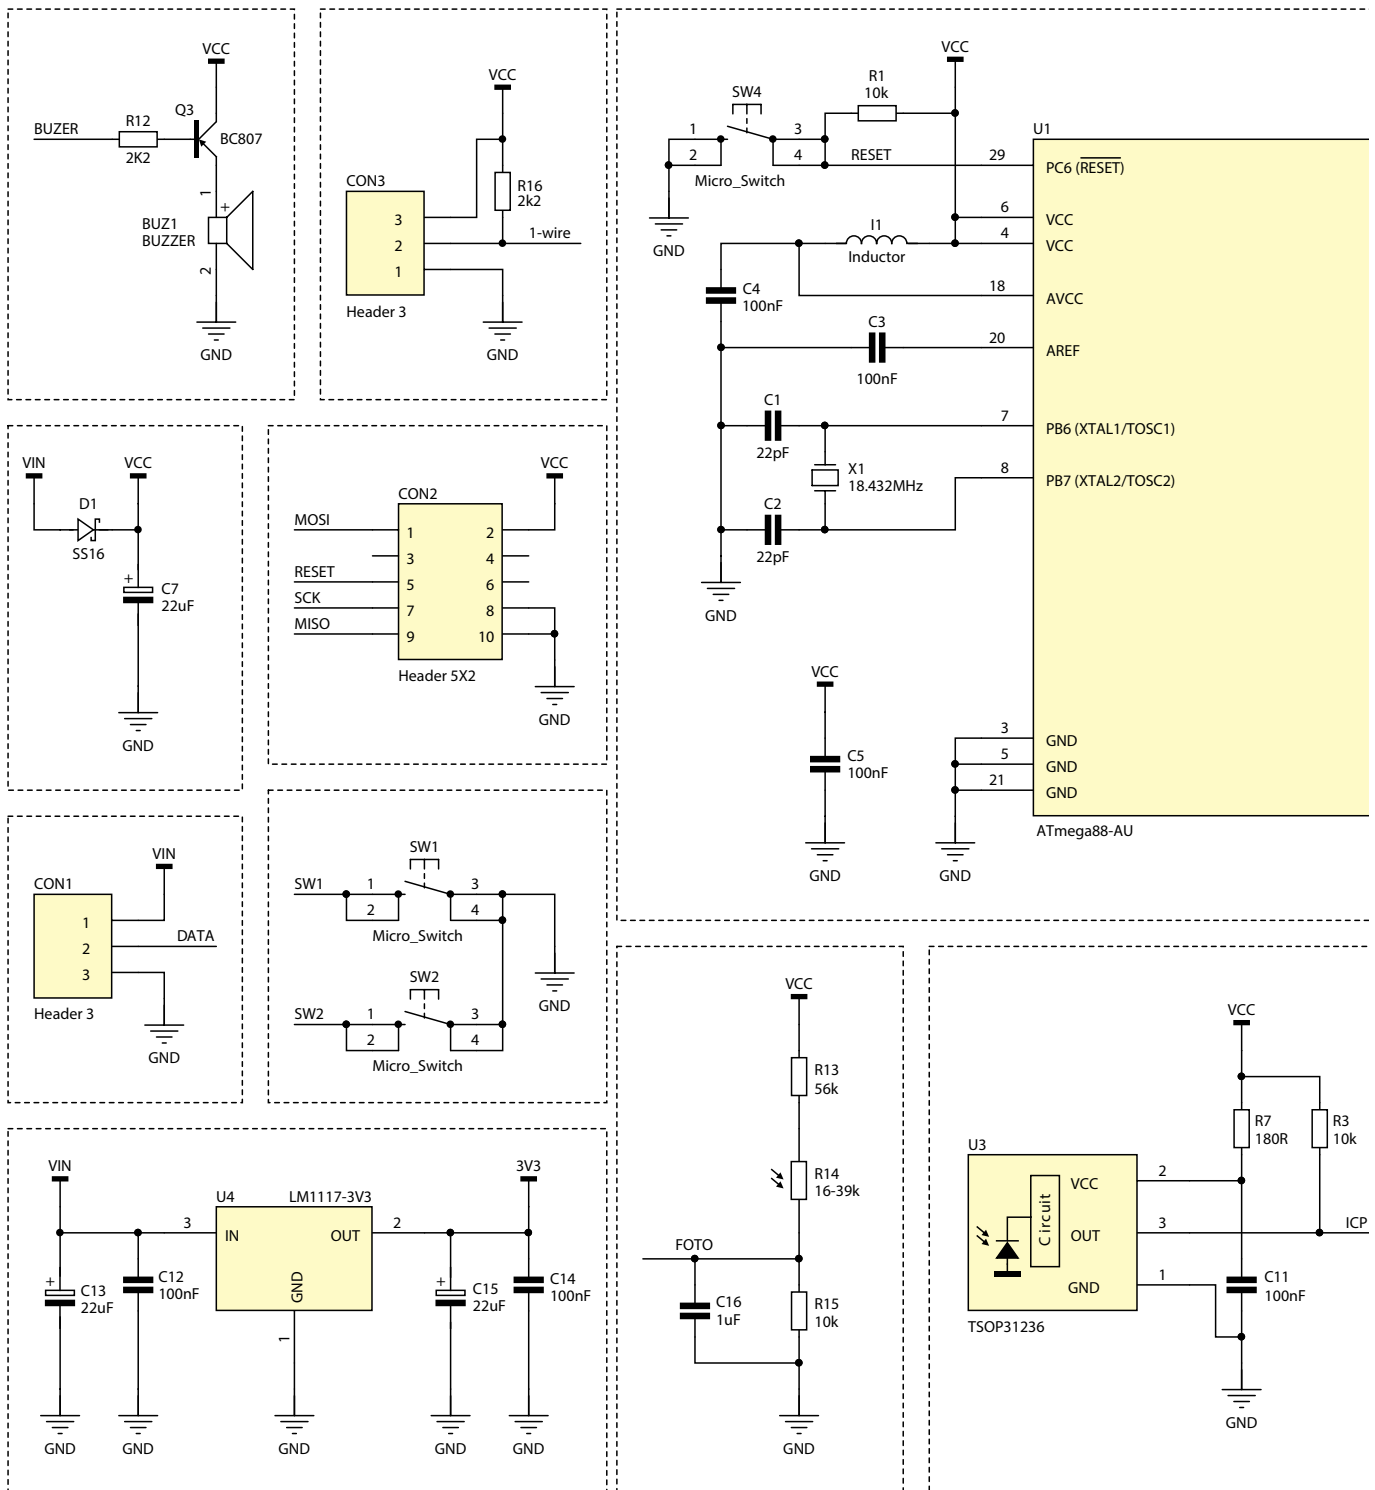 VCC
BUZER
R12
2K2
Q3
BC807
1
+
BUZ1
BUZZER
2
GND
VCC
CON3
3
2
1
Header 3
R16
2k2
1-wire
GND
VCC
R1
10k
SW4
1
2
3
4
Micro_Switch
RESET
GND
I1
Inductor
C4
100nF
C3
100nF
C1
22pF
X1
18.432MHz
C2
22pF
GND
U1
29
PC6 (RESET)
6
VCC
4
VCC
18
AVCC
20
AREF
7
PB6 (XTAL1/TOSC1)
8
PB7 (XTAL2/TOSC2)
3
GND
5
GND
21
GND
ATmega88-AU
VCC
C5
100nF
GND
GND
VIN
VCC
D1
SS16
+
C7
22uF
GND
CON2
VCC
MOSI
1
2
3
4
RESET
5
6
SCK
7
8
MISO
9
10
Header 5X2
GND
VIN
CON1
1
2
DATA
3
Header 3
GND
SW1
SW1
1
3
2
4
Micro_Switch
SW2
SW2
1
3
2
4
Micro_Switch
GND
VIN
3
U4
LM1117-3V3
IN
OUT
GND
1
2
3V3
+
C13
22uF
C12
100nF
+
C15
22uF
C14
100nF
GND
GND
GND
GND
GND
VCC
R13
56k
R14
16-39k
FOTO
C16
1uF
R15
10k
GND
VCC
R7
180R
R3
10k
U3
Circuit
VCC
2
OUT
3
ICP
GND
1
C11
100nF
TSOP31236
GND